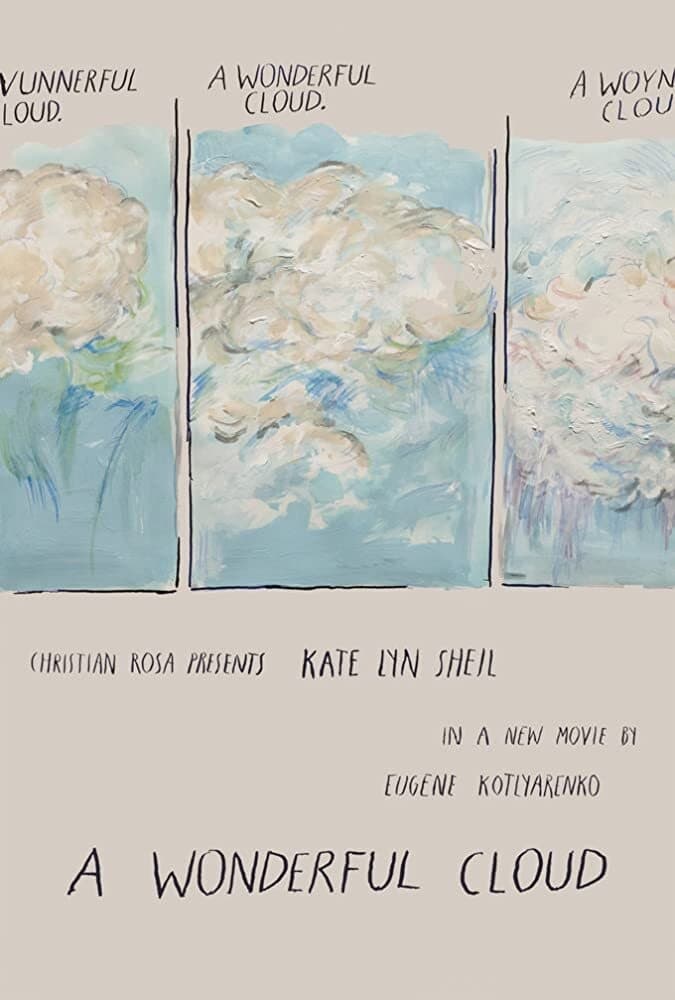 VUNNERFUL
LOUD.
A WONDERFUL
CLOUD.
A WOYN
CLOU
CHRISTIAN ROSA PRESENTS KATE LYN SHEIL
IN A NEW MOVIE BY
EUGENE KOTLYARENKO
A WONDERFUL CLOUD